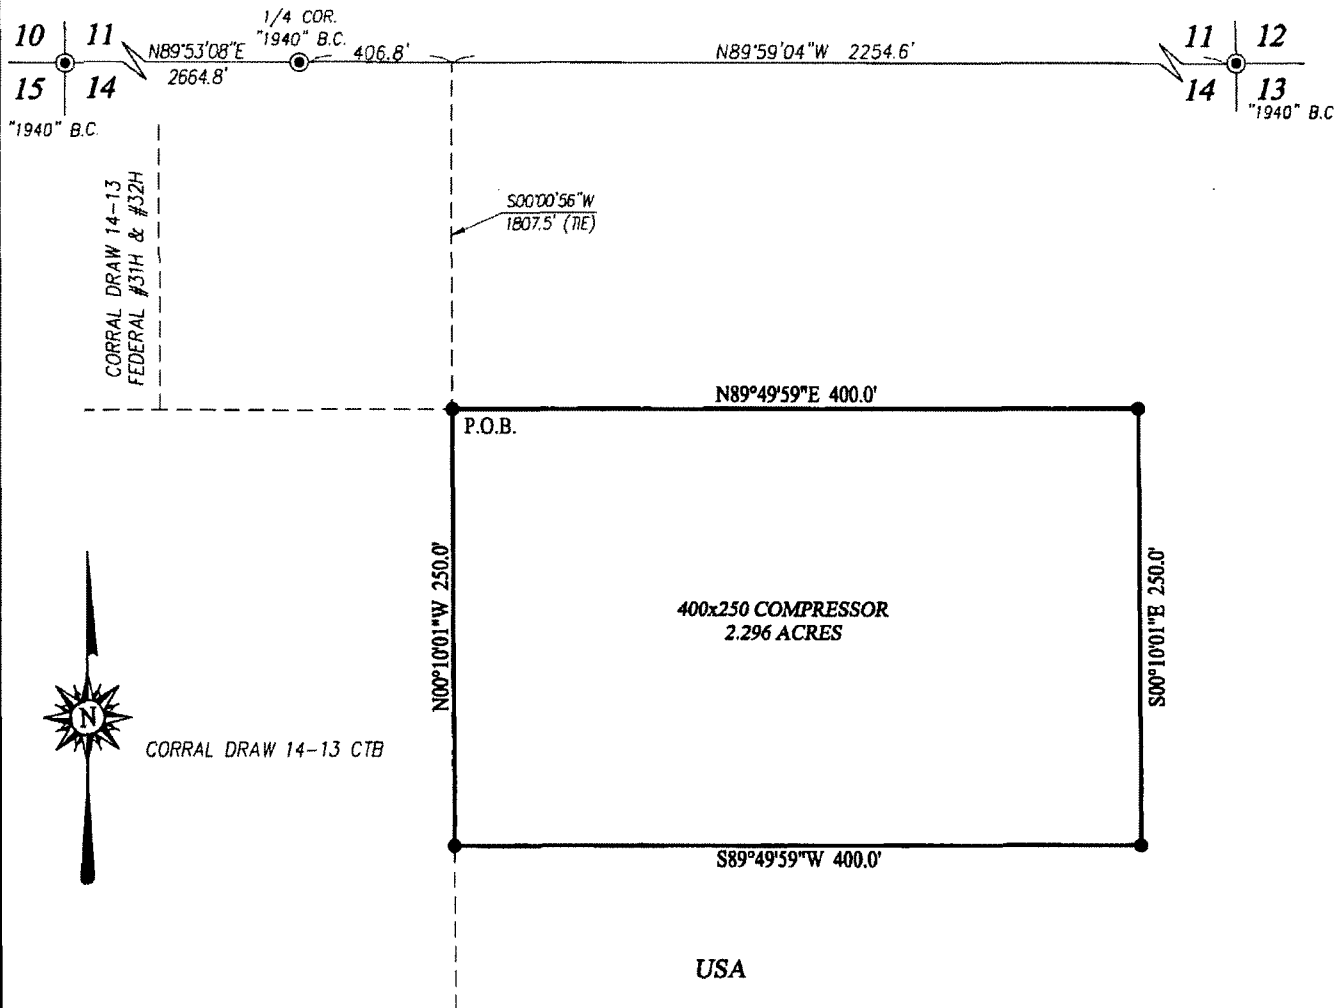 10 11
15 14
"1940" B.C.
N89°53'08"E
2664.8'
1/4 COR.
"1940" B.C.
406.8'
N89°59'04"W 2254.6'
11 12
14 13
"1940" B.C
CORRAL DRAW 14-13
FEDERAL #31H & #32H
S00°00'56"W
1807.5' (TIE)
N89°49'59"E 400.0'
P.O.B.
N00°10'01"W 250.0'
400x250 COMPRESSOR
2.296 ACRES
S00°10'01"E 250.0'
N
CORRAL DRAW 14-13 CTB
S89°49'59"W 400.0'
USA